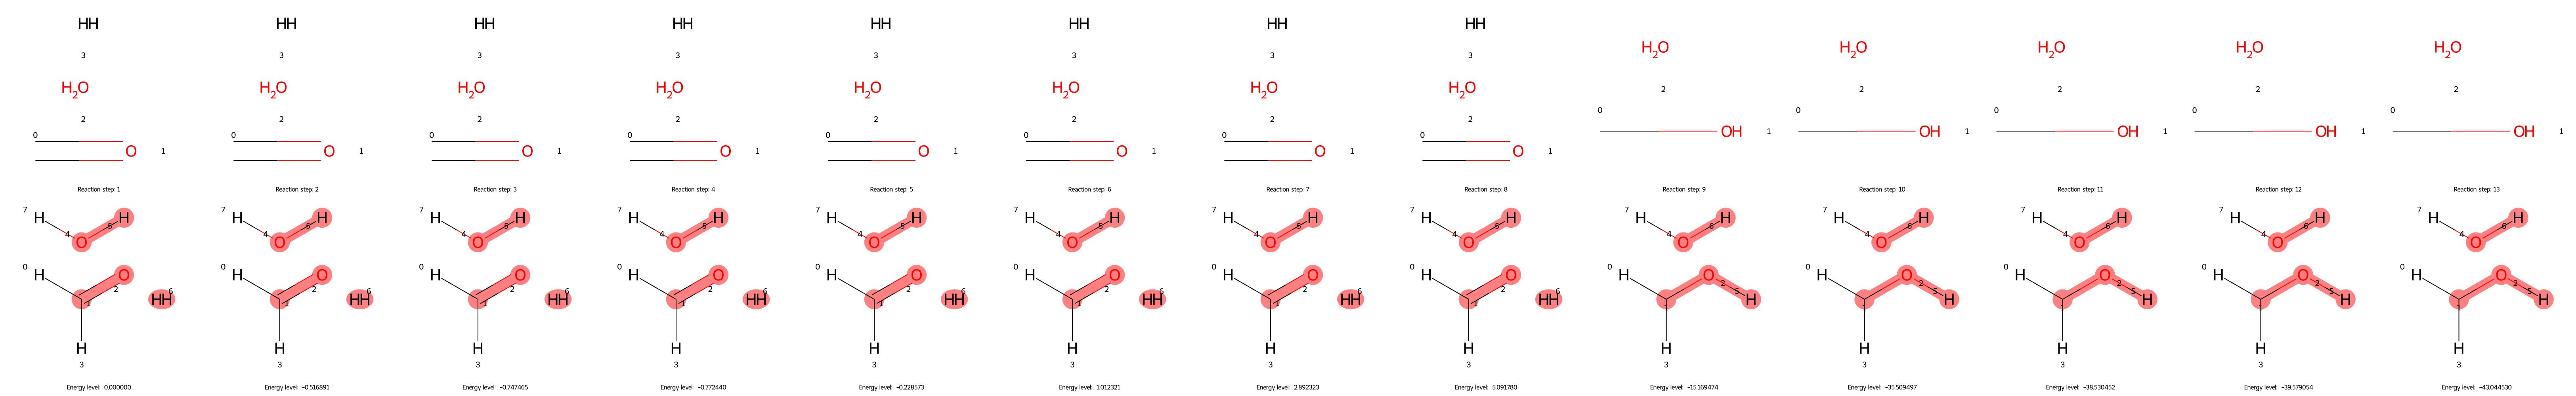 HH
3
H2O
2
0
O 1
Reaction step: 1
7 H 5 H
4 O
0 H O
2 6
1 HH
H
3
Energy level: 0.000000
HH
3
H2O
2
0
O 1
Reaction step: 2
7 H 5 H
4 O
0 H O
2 6
1 HH
H
3
Energy level: -0.516891
HH
3
H2O
2
0
O 1
Reaction step: 3
7 H 5 H
4 O
0 H O
2 6
1 HH
H
3
Energy level: -0.747465
HH
3
H2O
2
0
O 1
Reaction step: 4
7 H 5 H
4 O
0 H O
2 6
1 HH
H
3
Energy level: -0.772440
HH
3
H2O
2
0
O 1
Reaction step: 5
7 H 5 H
4 O
0 H O
2 6
1 HH
H
3
Energy level: -0.228573
HH
3
H2O
2
0
O 1
Reaction step: 6
7 H 5 H
4 O
0 H O
2 6
1 HH
H
3
Energy level: 1.012321
HH
3
H2O
2
0
O 1
Reaction step: 7
7 H 5 H
4 O
0 H O
2 6
1 HH
H
3
Energy level: 2.892323
HH
3
H2O
2
0
O 1
Reaction step: 8
7 H 5 H
4 O
0 H O
2 6
1 HH
H
3
Energy level: 5.091780
H2O
2
0
OH 1
Reaction step: 9
7 H 6 H
4 O
0 H O
2 5
1 H
H
3
Energy level: -15.169474
H2O
2
0
OH 1
Reaction step: 10
7 H 6 H
4 O
0 H O
2 5
1 H
H
3
Energy level: -35.509497
H2O
2
0
OH 1
Reaction step: 11
7 H 6 H
4 O
0 H O
2 5
1 H
H
3
Energy level: -38.530452
H2O
2
0
OH 1
Reaction step: 12
7 H 6 H
4 O
0 H O
2 5
1 H
H
3
Energy level: -39.579054
H2O
2
0
OH 1
Reaction step: 13
7 H 6 H
4 O
0 H O
2 5
1 H
H
3
Energy level: -43.044530